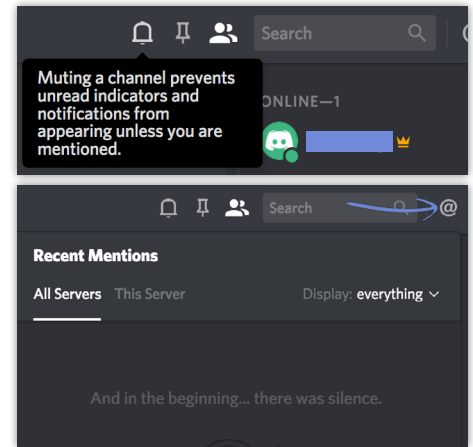 Search
Muting a channel prevents
unread indicators and
notifications from
appearing unless you are
mentioned.
ONLINE—1
Search
@
Recent Mentions
All Servers This Server Display: everything
And in the beginning... there was silence.